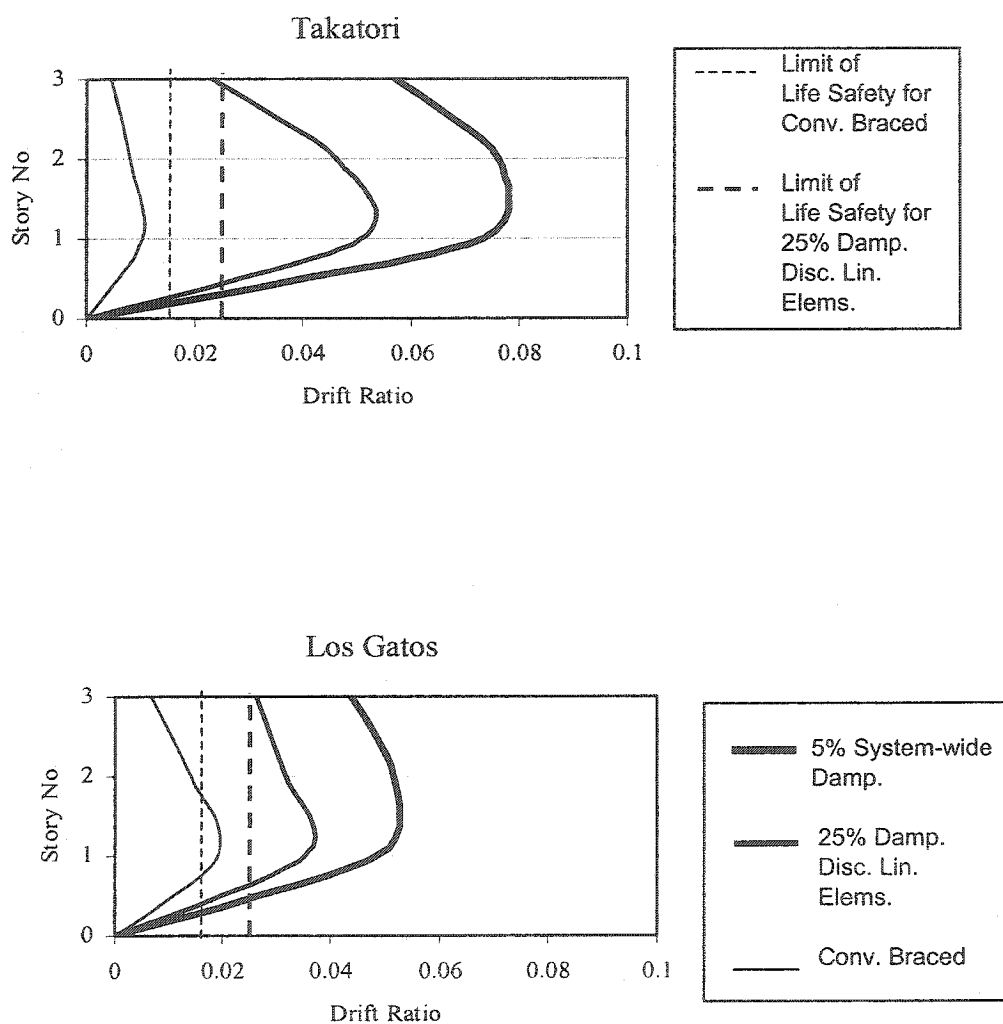 Takatori
3
2
1
0
Story No
0 0.02 0.04 0.06 0.08 0.1
Drift Ratio
Limit of
Life Safety for
Conv. Braced
Limit of
Life Safety for
25% Damp.
Disc. Lin.
Elems.
Los Gatos
3
2
1
0
Story No
0 0.02 0.04 0.06 0.08 0.1
Drift Ratio
5% System-wide
Damp.
25% Damp.
Disc. Lin.
Elems.
Conv. Braced